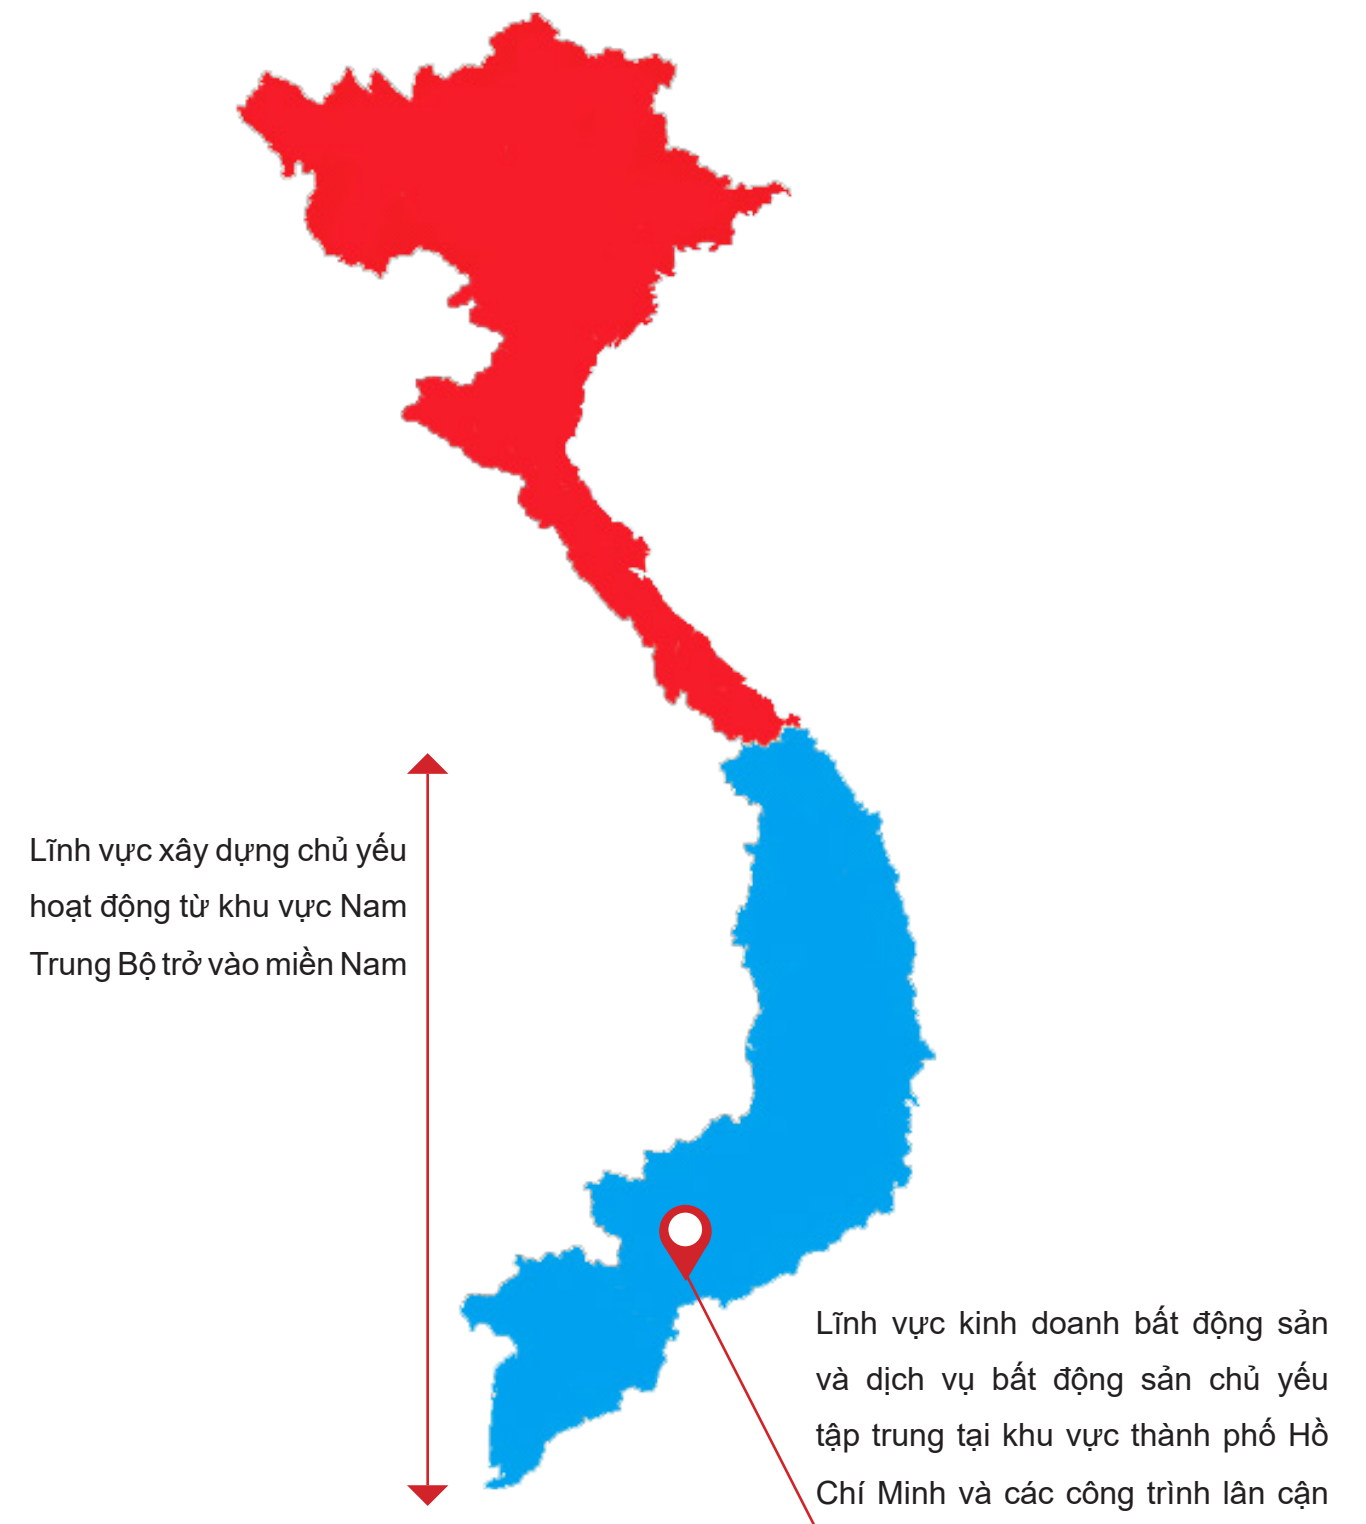 Lĩnh vực xây dựng chủ yếu
hoạt động từ khu vực Nam
Trung Bộ trở vào miền Nam
Lĩnh vực kinh doanh bất động sản
và dịch vụ bất động sản chủ yếu
tập trung tại khu vực thành phố Hồ
Chí Minh và các công trình lân cận